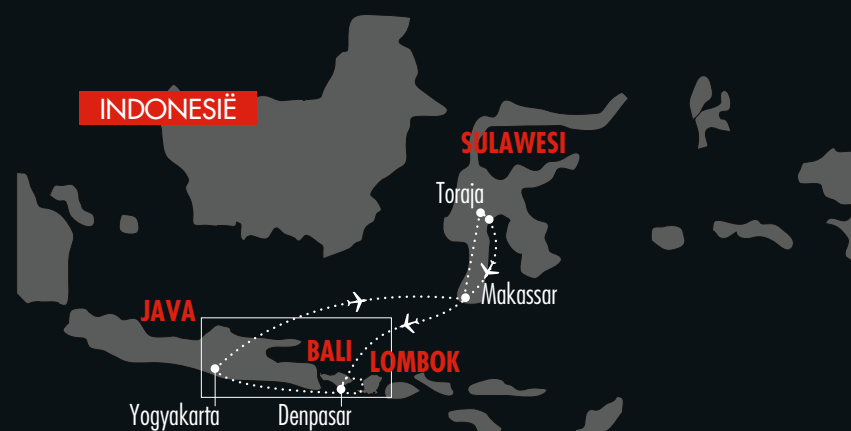 INDONESIË
SULAWESI
Toraja
Makassar
JAVA
BALI
LOMBOK
Yogyakarta
Denpasar